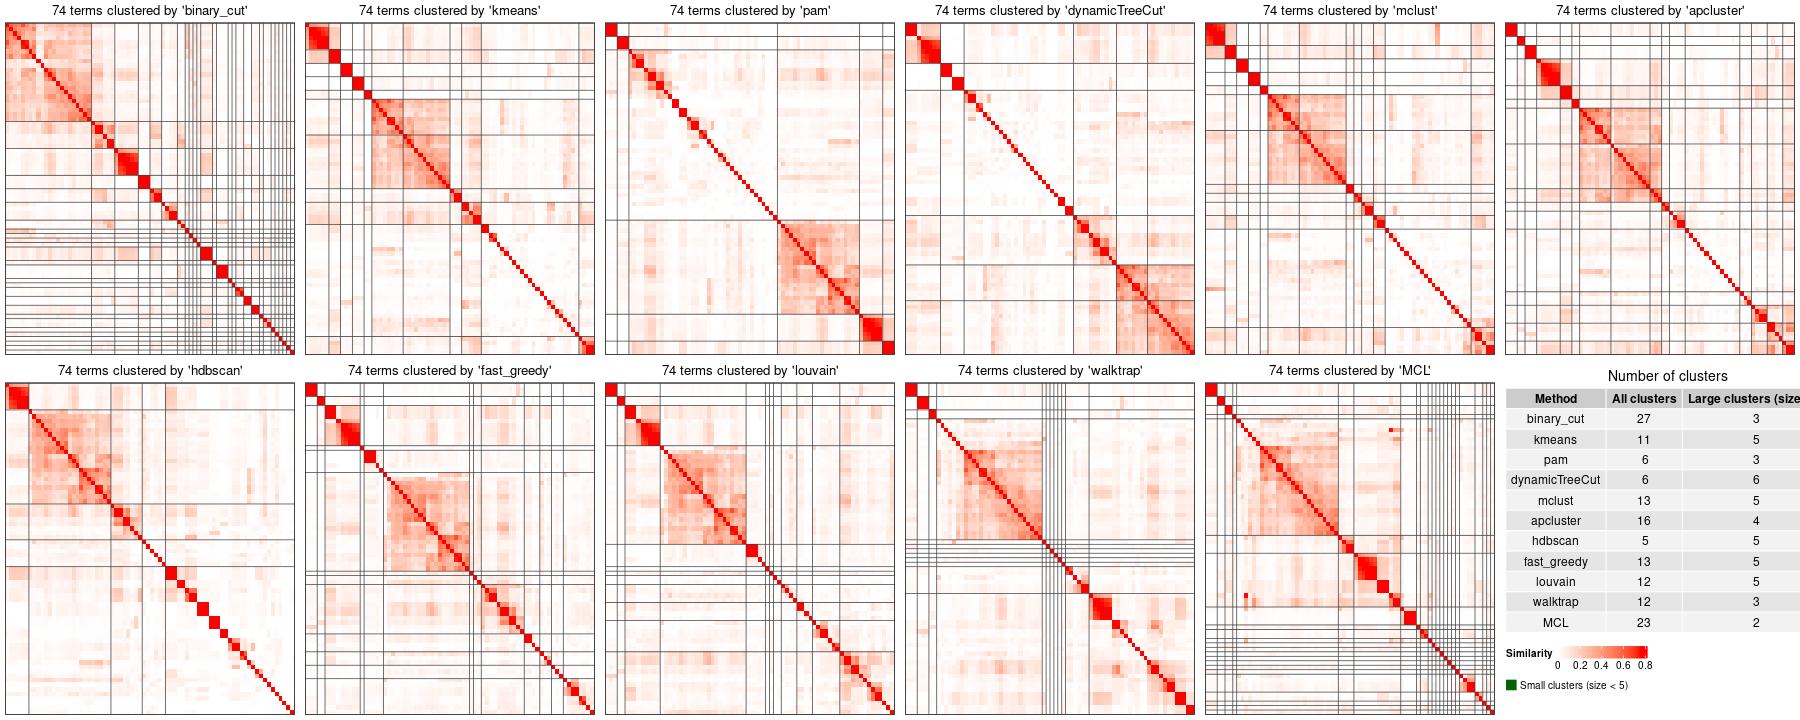 74 terms clustered by 'binary_cut'
74 terms clustered by 'kmeans'
74 terms clustered by 'pam'
74 terms clustered by 'dynamicTreeCut'
74 terms clustered by 'mclust'
74 terms clustered by 'apcluster'
74 terms clustered by 'hdbscan'
74 terms clustered by 'fast_greedy'
74 terms clustered by 'louvain'
74 terms clustered by 'walktrap'
74 terms clustered by 'MCL'
Number of clusters
Method All clusters Large clusters (size
binary_cut 27 3
kmeans 11 5
pam 6 3
dynamicTreeCut 6 6
mclust 13 5
apcluster 16 4
hdbscan 5 5
fast_greedy 13 5
louvain 12 5
walktrap 12 3
MCL 23 2
Similarity
0 0.2 0.4 0.6 0.8
Small clusters (size < 5)